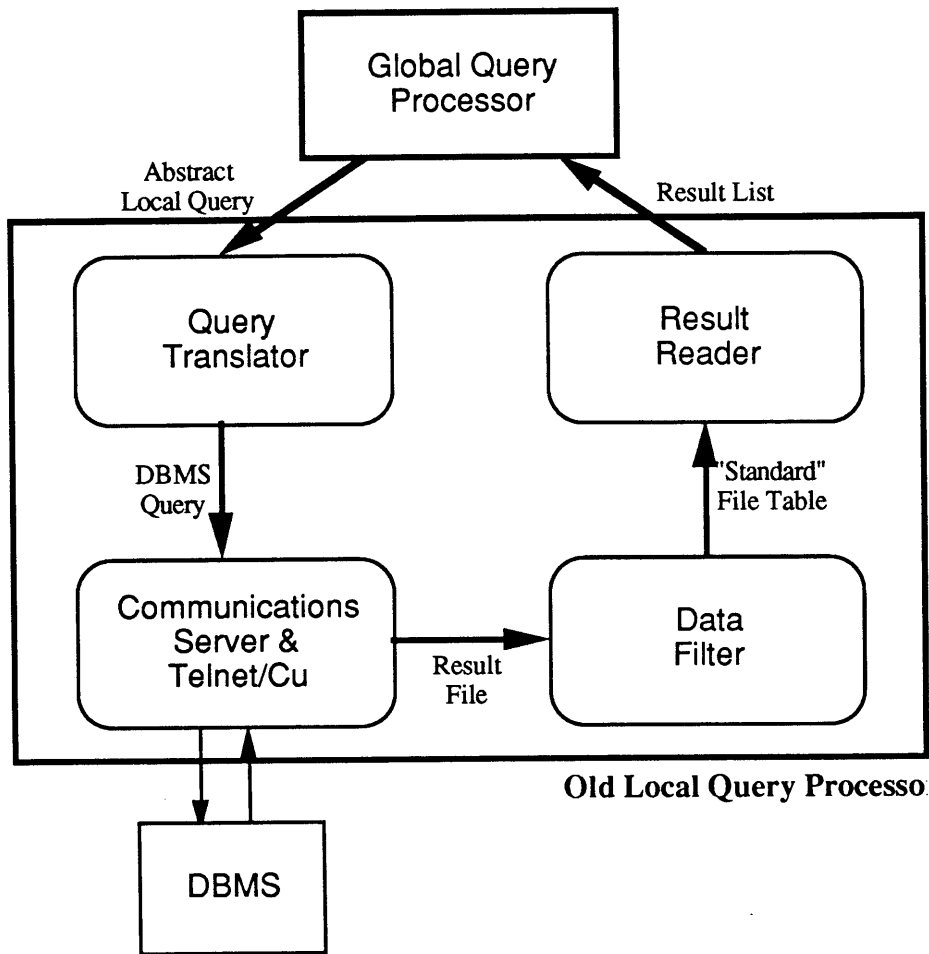 Global Query
Processor
Abstract
Local Query
Result List
Query
Translator
Result
Reader
DBMS
Query
"Standard"
File Table
Communications
Server &
Telnet/Cu
Result
File
Data
Filter
Old Local Query Processo
DBMS